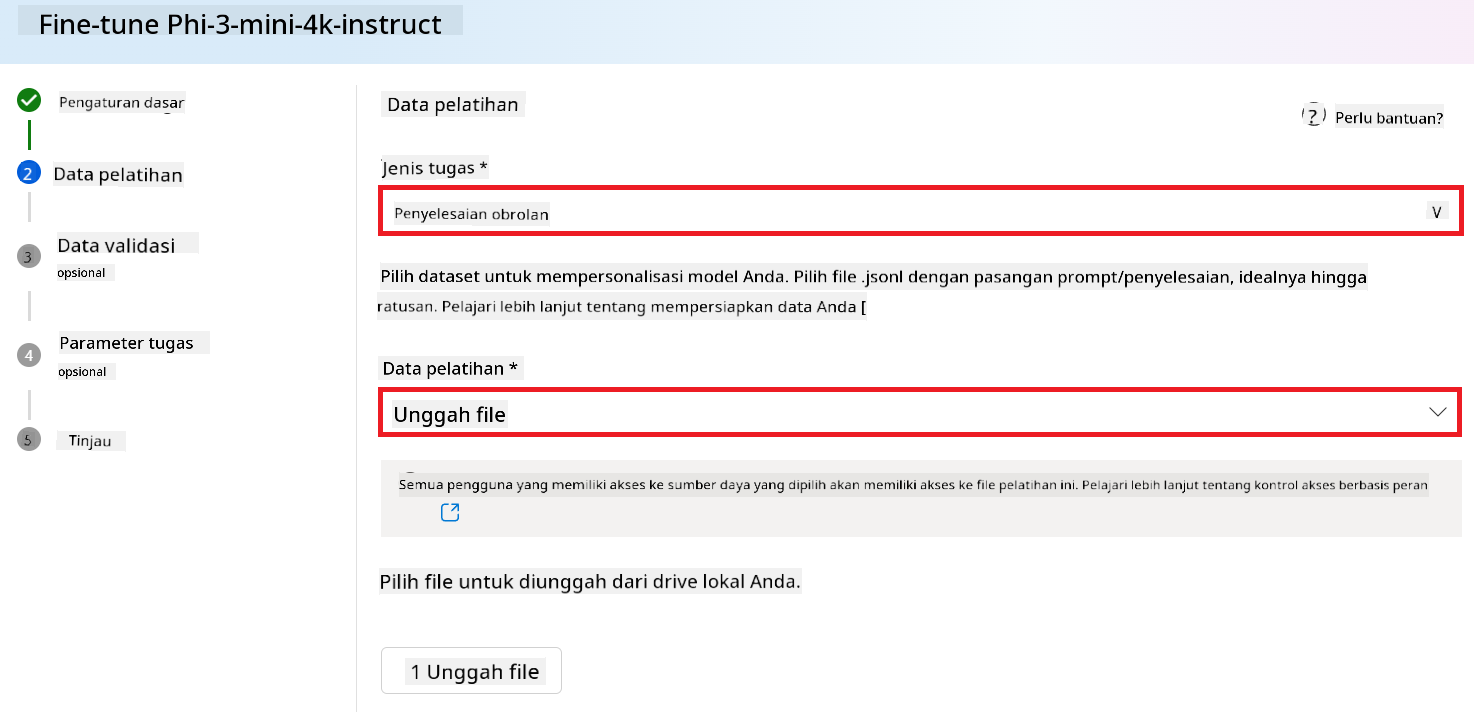 Fine-tune Phi-3-mini-4k-instruct
Pengaturan dasar
2
Data pelatihan
3
Data validasi
opsional
4
Parameter tugas
opsional
5
Tinjau
Data pelatihan
? Perlu bantuan?
Jenis tugas *
Penyelesaian obrolan
V
Pilih dataset untuk mempersonalisasi model Anda. Pilih file .jsonl dengan pasangan prompt/penyelesaian, idealnya hingga
ratusan. Pelajari lebih lanjut tentang mempersiapkan data Anda [
Data pelatihan *
Unggah file
Semua pengguna yang memiliki akses ke sumber daya yang dipilih akan memiliki akses ke file pelatihan ini. Pelajari lebih lanjut tentang kontrol akses berbasis peran
Pilih file untuk diunggah dari drive lokal Anda.
1 Unggah file